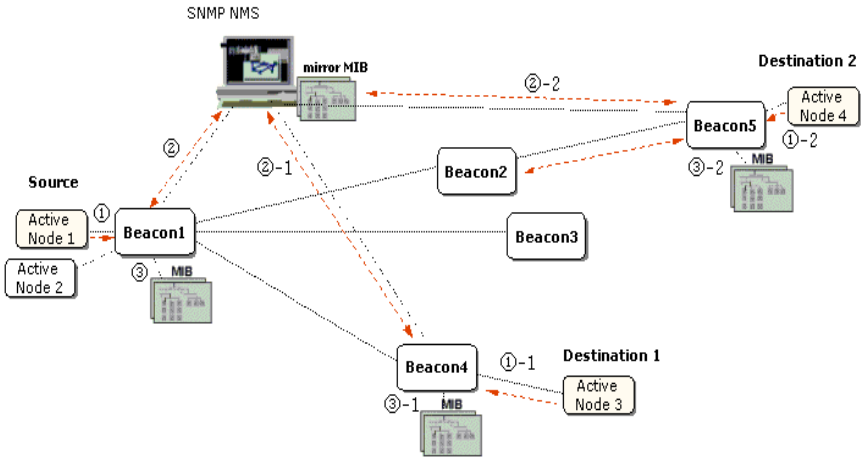 SNMP NMS
mirror MIB
②-2
Destination 2
Active
Node 4
①-2
Beacon5
③-2
MIB
②
②-1
Beacon2
Source
①
Active
Node 1
Beacon1
Beacon3
Active
Node 2
③
MIB
Beacon4
①-1
Destination 1
Active
Node 3
③-1
MIB